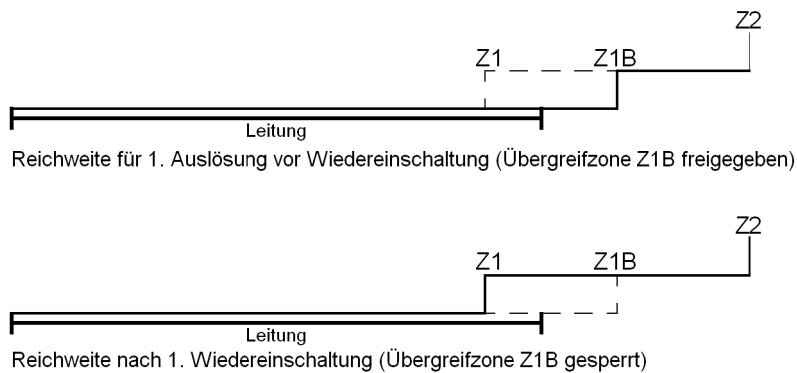 Z2
Z1 Z1B
Leitung
Reichweite für 1. Auslösung vor Wiedereinschaltung (Übergreifzone Z1B freigegeben)
Z2
Z1 Z1B
Leitung
Reichweite nach 1. Wiedereinschaltung (Übergreifzone Z1B gesperrt)